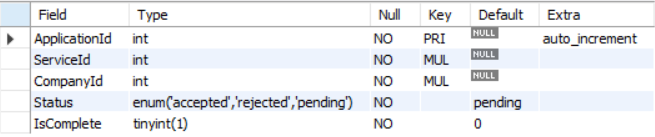 Field Type Null Key Default Extra
ApplicationId int NO PRI NULL auto_increment
ServiceId int NO MUL NULL
CompanyId int NO MUL NULL
Status enum('accepted','rejected','pending') NO pending
IsComplete tinyint(1) NO 0